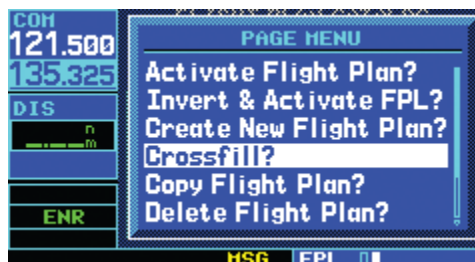 COM
121.500
135.325
DIS
n
m
ENR
PAGE MENU
Activate Flight Plan?
Invert & Activate FPL?
Create New Flight Plan?
Crossfill?
Copy Flight Plan?
Delete Flight Plan?
MSG FPL